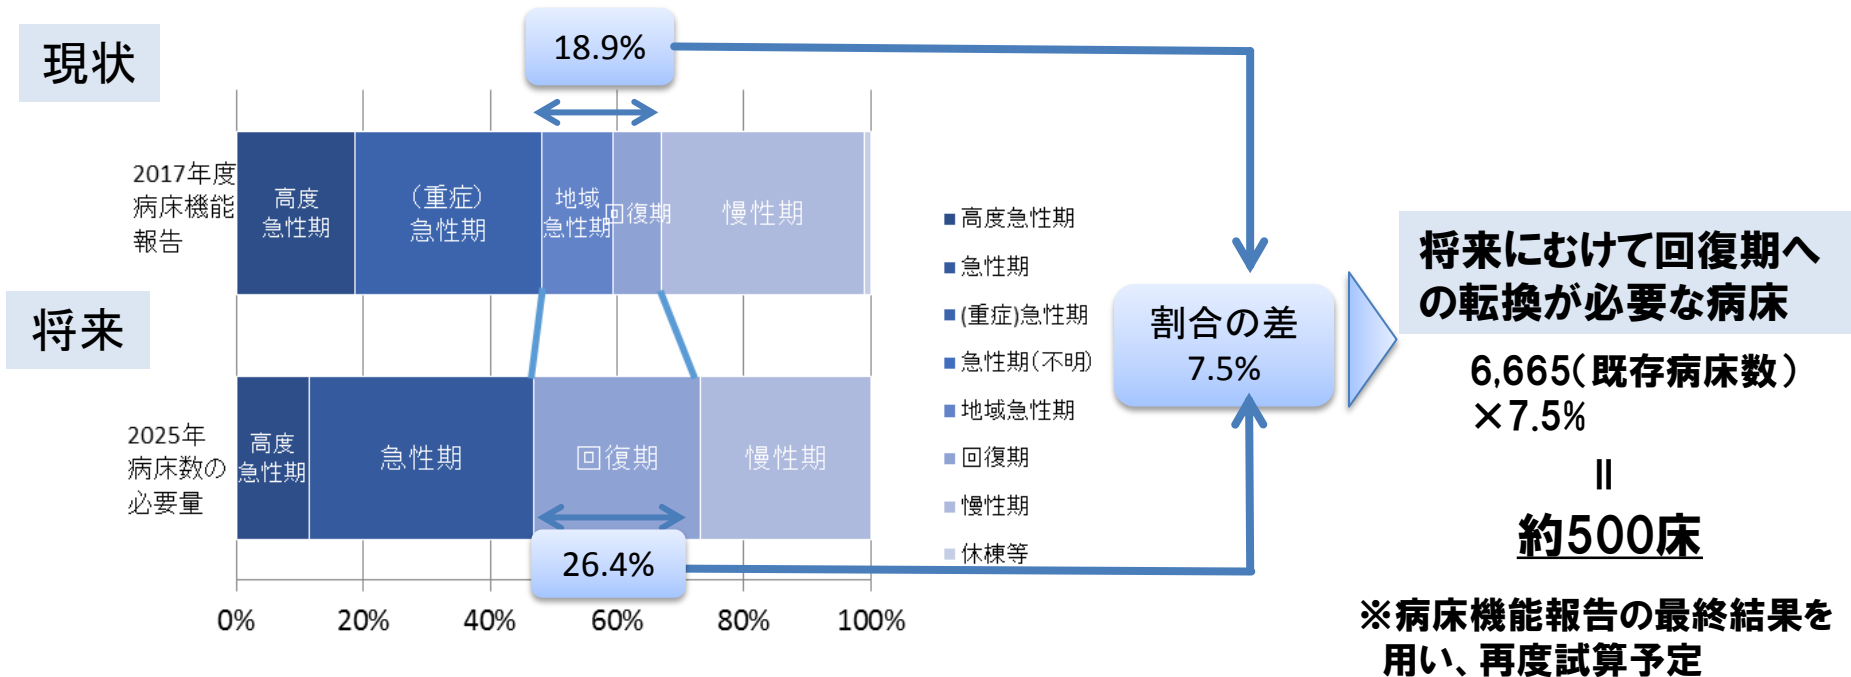 現状
18.9%
2017年度
病床機能
報告
高度
急性期
（重症）
急性期
地域
急性期
回復期
慢性期
将来
2025年
病床数の
必要量
高度
急性期
急性期
回復期
慢性期
26.4%
0%
20%
40%
60%
80%
100%
高度急性期
急性期
(重症)急性期
急性期(不明)
地域急性期
回復期
慢性期
休棟等
割合の差
7.5%
将来にむけて回復期へ
の転換が必要な病床
6,665(既存病床数)
×7.5%
＝
約500床
※病床機能報告の最終結果を
用い、再度試算予定